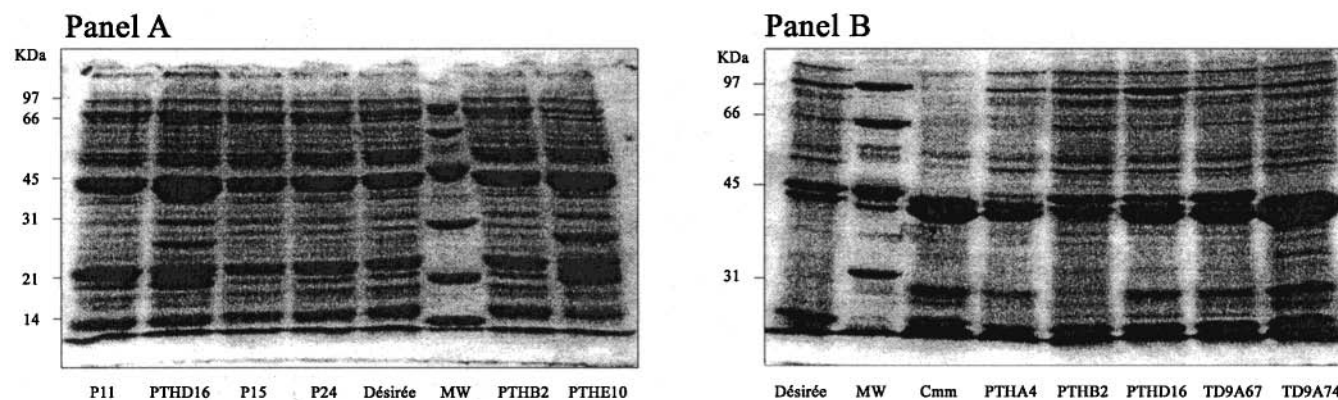 Panel A
KDa
97
66
45
31
21
14
P11 PTHD16 P15 P24 Désirée MW PTHB2 PTHE10
Panel B
KDa
97
66
45
31
Désirée MW Cmm PTHA4 PTHB2 PTHD16 TD9A67 TD9A74